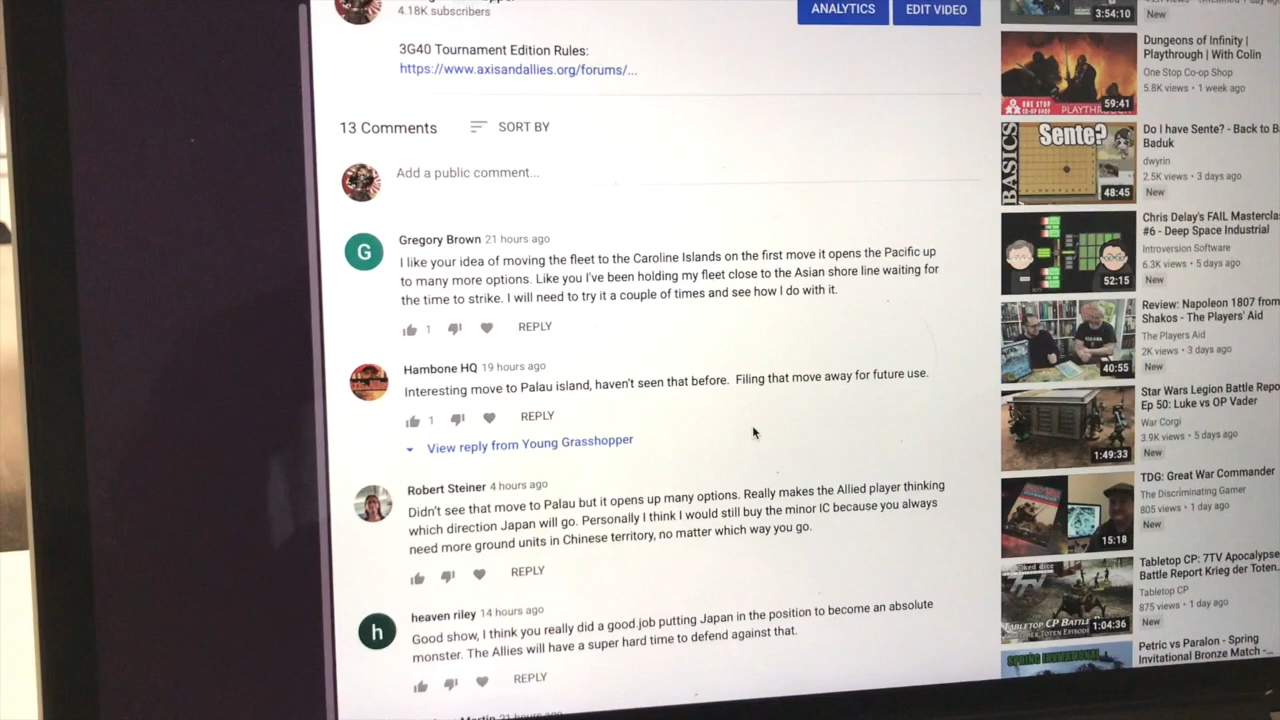 4.18K subscribers
ANALYTICS
EDIT VIDEO
3G40 Tournament Edition Rules:
https://www.axisandallies.org/forums/...
13 Comments
SORT BY
Add a public comment...
G
Gregory Brown 21 hours ago
I like your idea of moving the fleet to the Caroline Islands on the first move it opens the Pacific up
to many more options. Like you I've been holding my fleet close to the Asian shore line waiting for
the time to strike. I will need to try it a couple of times and see how I do with it.
1
REPLY
Hambone HQ 19 hours ago
Interesting move to Palau island, haven't seen that before. Filing that move away for future use.
1
REPLY
View reply from Young Grasshopper
Robert Steiner 4 hours ago
Didn't see that move to Palau but it opens up many options. Really makes the Allied player thinking
which direction Japan will go. Personally I think I would still buy the minor IC because you always
need more ground units in Chinese territory, no matter which way you go.
REPLY
h
heaven riley 14 hours ago
Good show, I think you really did a good job putting Japan in the position to become an absolute
monster. The Allies will have a super hard time to defend against that.
REPLY
Martin 21 hours ago
3:54:10
New
Dungeons of Infinity |
Playthrough | With Colin
One Stop Co-op Shop
5.8K views • 1 week ago
ONE STOP
CO-OP SHOP
59:41
BASICS
Sente?
48:45
Do I have Sente? - Back to B
Baduk
dwyrin
2.5K views • 3 days ago
New
52:15
Chris Delay's FAIL Mastercla
#6 - Deep Space Industrial
Introversion Software
6.3K views • 5 days ago
New
40:55
Review: Napoleon 1807 from
Shakos - The Players' Aid
The Players Aid
2K views • 3 days ago
New
1:49:33
Star Wars Legion Battle Repo
Ep 50: Luke vs OP Vader
War Corgi
3.9K views • 5 days ago
New
15:18
TDG: Great War Commander
The Discriminating Gamer
805 views • 1 day ago
New
7TV
TABLETOP CP BATTLE
1:04:36
Tabletop CP: 7TV Apocalypse
Battle Report Krieg der Toten.
Tabletop CP
875 views • 1 day ago
New
SPRING INVITATIONAL
Petric vs Paralon - Spring
Invitational Bronze Match -...